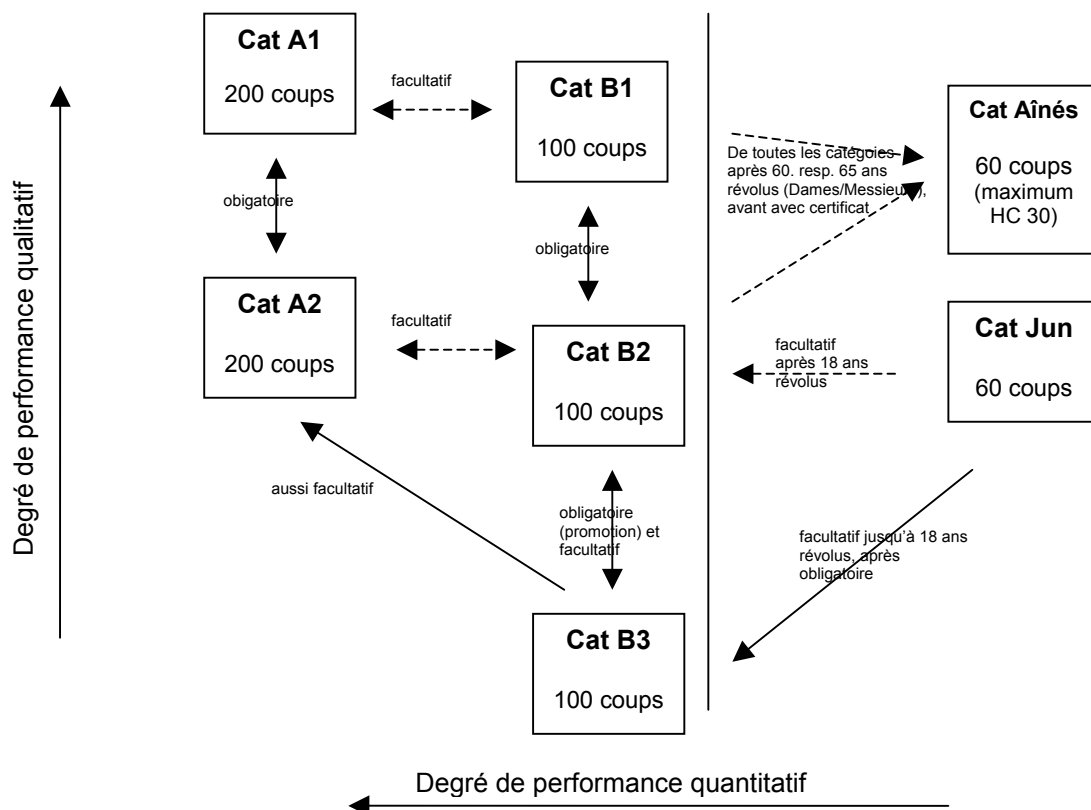 Cat A1
200 coups
facultatif
Cat B1
100 coups
obigatoire
obligatoire
Cat A2
200 coups
facultatif
Cat B2
100 coups
aussi facultatif
obligatoire
(promotion) et
facultatif
Cat B3
100 coups
De toutes les catégoies
après 60. resp. 65 ans
révolus (Dames/Messieurs),
avant avec certificat
Cat Aînés
60 coups
(maximum
HC 30)
Cat Jun
60 coups
facultatif
après 18 ans
révolus
facultatif jusqu'à 18 ans
révolus, après
obligatoire
Degré de performance qualitatif
Degré de performance quantitatif